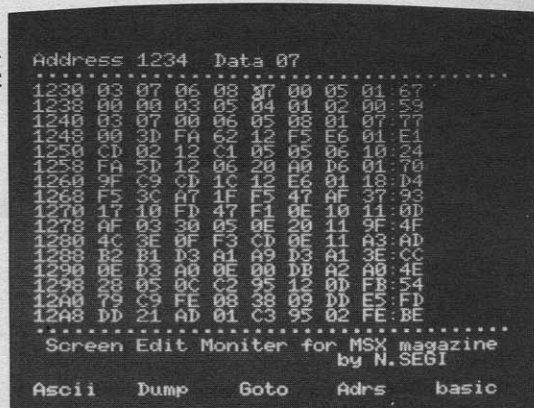 Address 1234 Data 07
1230 03 07 06 08 07 00 05 01:67
1238 00 00 03 05 04 01 02 00:59
1240 03 07 00 06 05 08 01 07:77
1248 00 3D FA 62 12 F5 E6 01:E1
1250 CD 02 12 C1 05 05 06 10:24
1258 FA 5D 12 06 20 A0 D6 01:70
1260 9F C9 CD 1C 12 E6 01 18:D4
1268 F5 3C A7 1F F5 47 AF 37:93
1270 17 10 FD 47 F1 0E 10 11:0D
1278 AF 03 30 05 0E 20 11 9F:4F
1280 4C 3E 0F F3 CD 0E 11 A3:AD
1288 B2 B1 D3 A1 A9 D3 A1 3E:CC
1290 0E D3 A0 0E 00 DB A2 A0:4E
1298 28 05 0C C2 95 12 0D FB:54
12A0 79 C9 FE 08 38 09 DD E5:FD
12A8 DD 21 AD 01 C3 95 02 FE:BE
Screen Edit Moniter for MSX magazine
by N.SEGI
Ascii Dump Goto Adrs basic